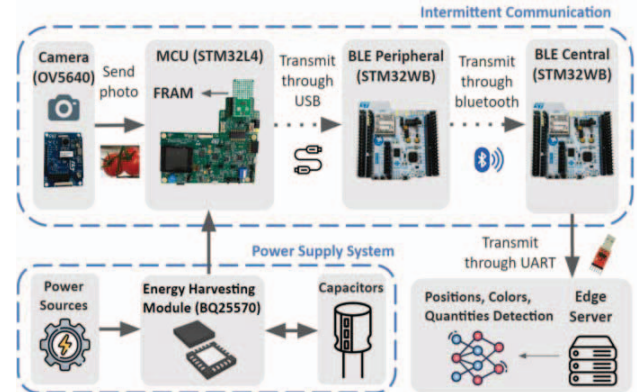 Intermittent Communication
Camera
(OV5640)
Send
photo
MCU (STM32L4)
FRAM
Transmit
through
USB
BLE Peripheral
(STM32WB)
Transmit
through
bluetooth
BLE Central
(STM32WB)
Power Supply System
Power
Sources
Energy Harvesting
Module (BQ25570)
Capacitors
Transmit
through UART
Positions, Colors,
Quantities Detection
Edge
Server